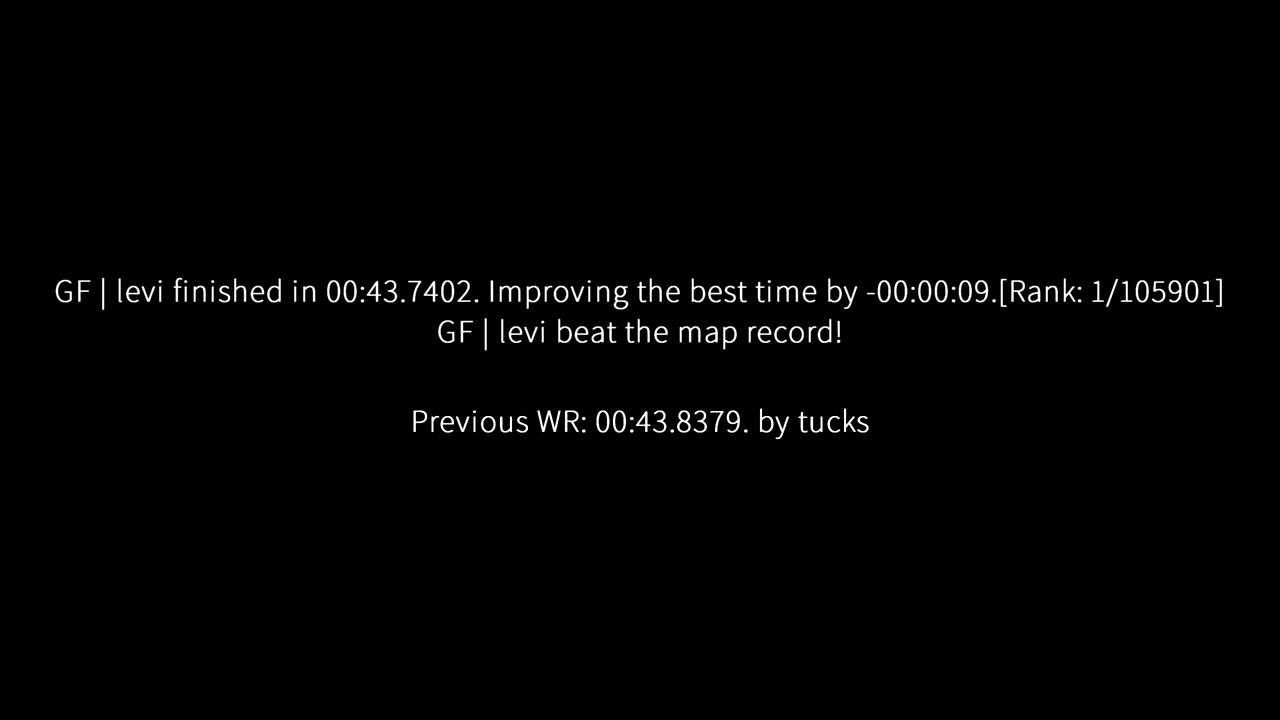 GF | levi finished in 00:43.7402. Improving the best time by -00:00:09.[Rank: 1/105901]
GF | levi beat the map record!
Previous WR: 00:43.8379. by tucks